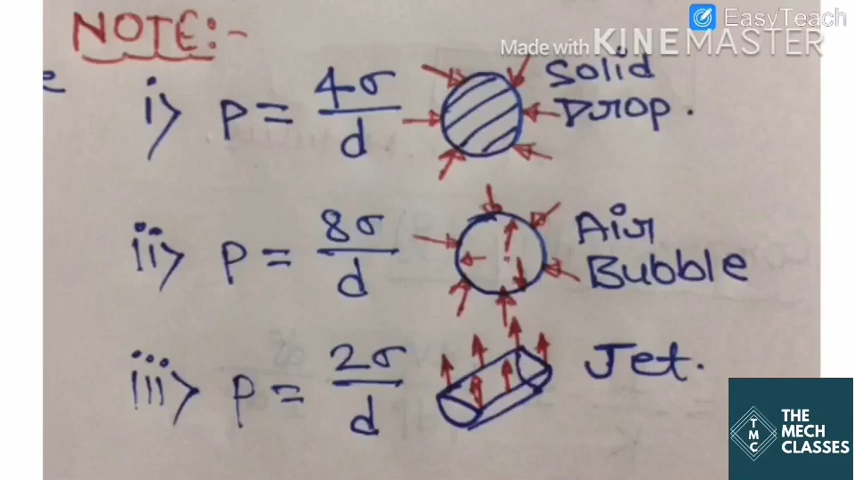 EasyTeach
Made with KINEMASTER
NOTE:-
i> p = 4σ/d Solid Drop.
ii> p = 8σ/d Air Bubble
iii> p = 2σ/d Jet.
TMC
THE MECH CLASSES